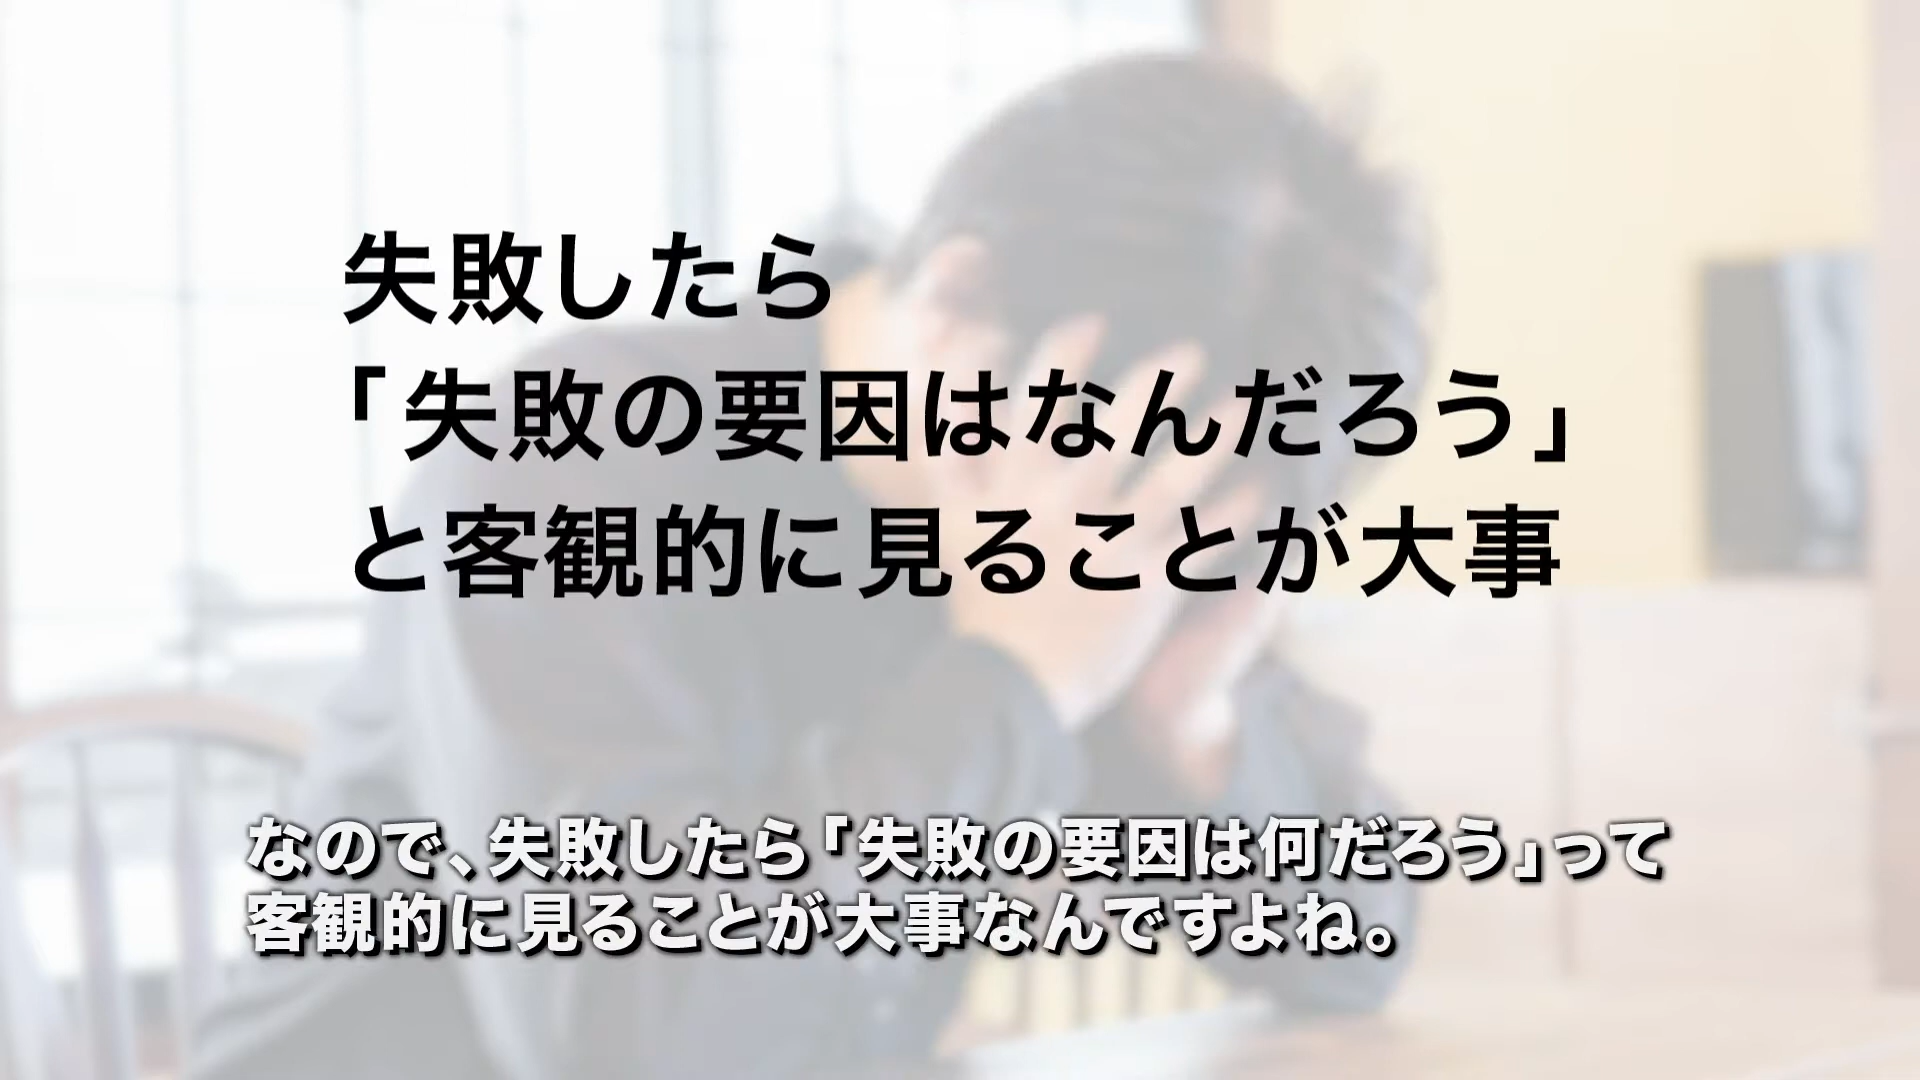 失敗したら
「失敗の要因はなんだろう」
と客観的に見ることが大事
なので、失敗したら「失敗の要因は何だろう」って
客観的に見ることが大事なんですよね。